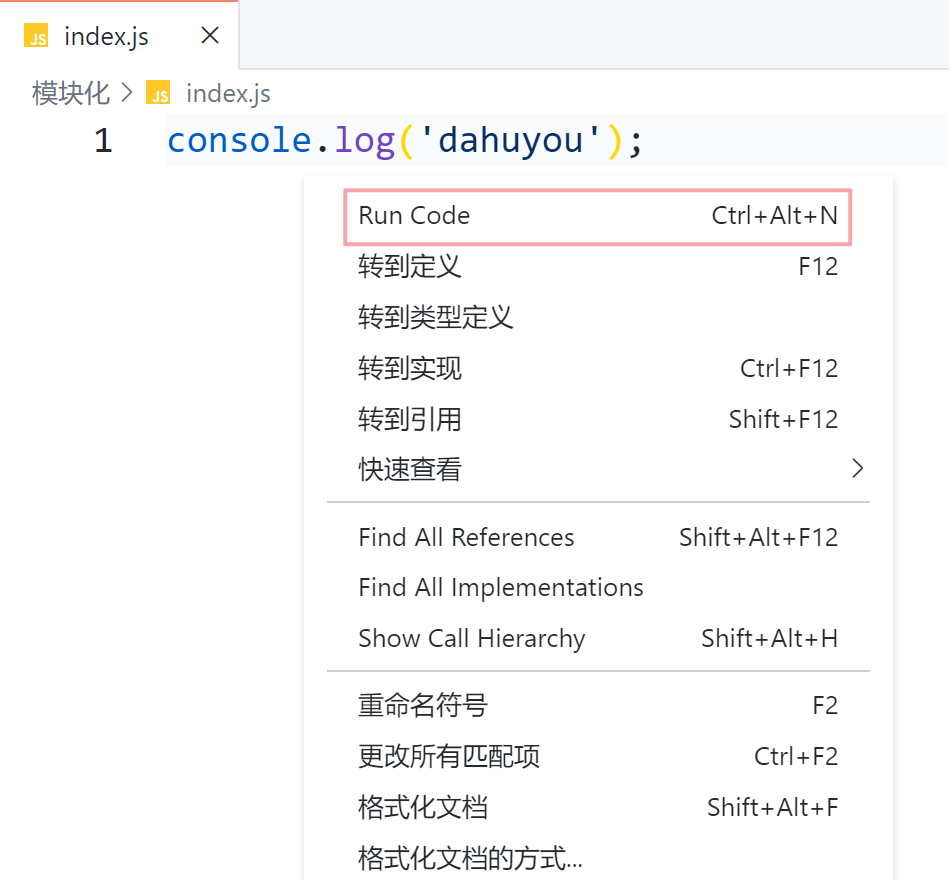 JS index.js ×
模块化 > JS index.js
1 console.log('dahuyou');
Run Code Ctrl+Alt+N
转到定义 F12
转到类型定义
转到实现 Ctrl+F12
转到引用 Shift+F12
快速查看 >
Find All References Shift+Alt+F12
Find All Implementations
Show Call Hierarchy Shift+Alt+H
重命名符号 F2
更改所有匹配项 Ctrl+F2
格式化文档 Shift+Alt+F
格式化文档的方式...